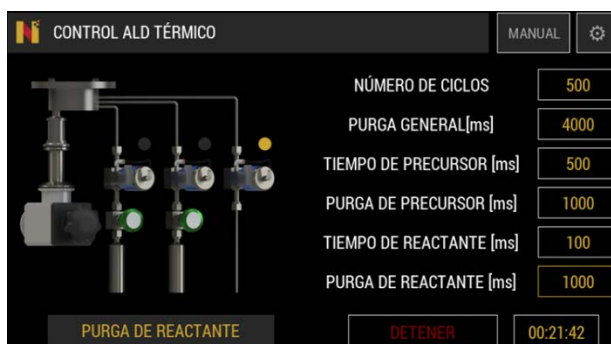 CONTROL ALD TÉRMICO
MANUAL
NÚMERO DE CICLOS 500
PURGA GENERAL[ms] 4000
TIEMPO DE PRECURSOR [ms] 500
PURGA DE PRECURSOR [ms] 1000
TIEMPO DE REACTANTE [ms] 100
PURGA DE REACTANTE [ms] 1000
PURGA DE REACTANTE DETENER 00:21:42